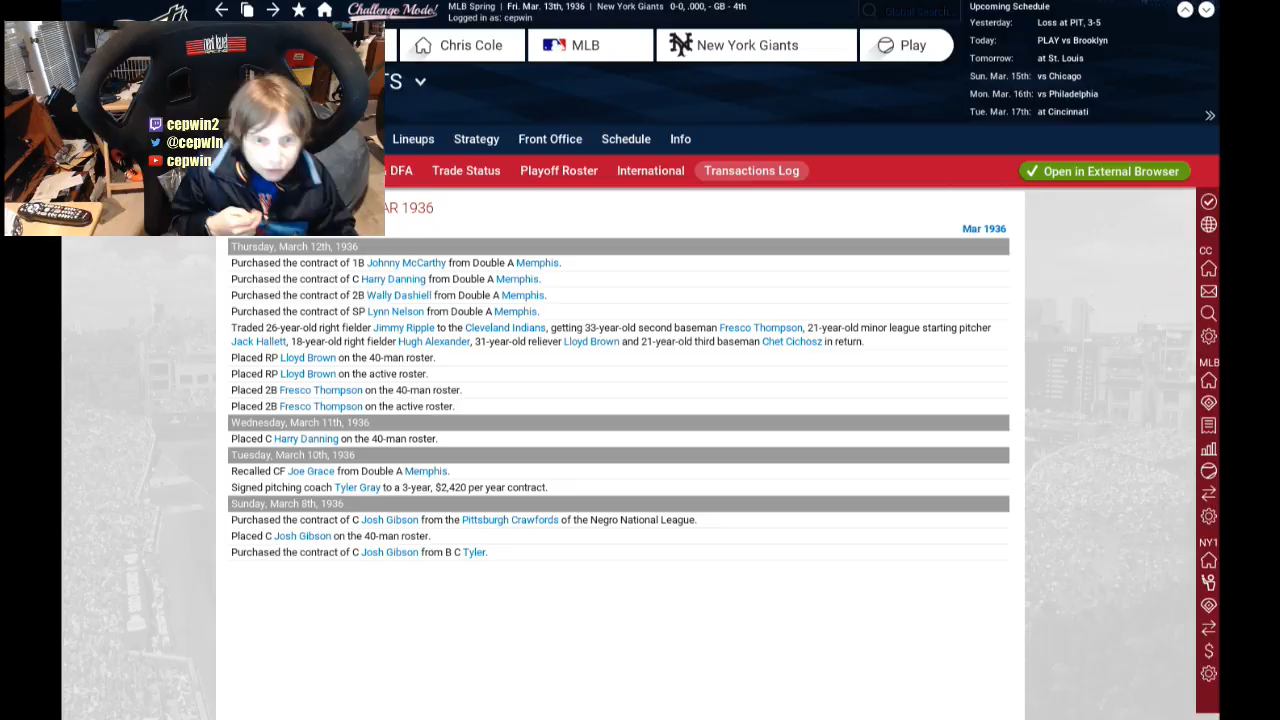 Challenge Mode!
MLB Spring | Fri. Mar. 13th, 1936 | New York Giants 0-0, .000, - GB - 4th
Logged in as: cepwin
Global Search...
Upcoming Schedule
Yesterday: Loss at PIT, 3-5
Today: PLAY vs Brooklyn
Tomorrow: at St. Louis
Sun. Mar. 15th: vs Chicago
Mon. Mar. 16th: vs Philadelphia
Tue. Mar. 17th: at Cincinnati
Chris Cole
MLB
New York Giants
Play
TS
Lineups
Strategy
Front Office
Schedule
Info
DFA
Trade Status
Playoff Roster
International
Transactions Log
Open in External Browser
cepwin2
@cepwin
cepwin
AR 1936
Mar 1936
Thursday, March 12th, 1936
Purchased the contract of 1B Johnny McCarthy from Double A Memphis.
Purchased the contract of C Harry Danning from Double A Memphis.
Purchased the contract of 2B Wally Dashiell from Double A Memphis.
Purchased the contract of SP Lynn Nelson from Double A Memphis.
Traded 26-year-old right fielder Jimmy Ripple to the Cleveland Indians, getting 33-year-old second baseman Fresco Thompson, 21-year-old minor league starting pitcher
Jack Hallett, 18-year-old right fielder Hugh Alexander, 31-year-old reliever Lloyd Brown and 21-year-old third baseman Chet Cichosz in return.
Placed RP Lloyd Brown on the 40-man roster.
Placed RP Lloyd Brown on the active roster.
Placed 2B Fresco Thompson on the 40-man roster.
Placed 2B Fresco Thompson on the active roster.
Wednesday, March 11th, 1936
Placed C Harry Danning on the 40-man roster.
Tuesday, March 10th, 1936
Recalled CF Joe Grace from Double A Memphis.
Signed pitching coach Tyler Gray to a 3-year, $2,420 per year contract.
Sunday, March 8th, 1936
Purchased the contract of C Josh Gibson from the Pittsburgh Crawfords of the Negro National League.
Placed C Josh Gibson on the 40-man roster.
Purchased the contract of C Josh Gibson from B C Tyler.
CC
MLB
NY1